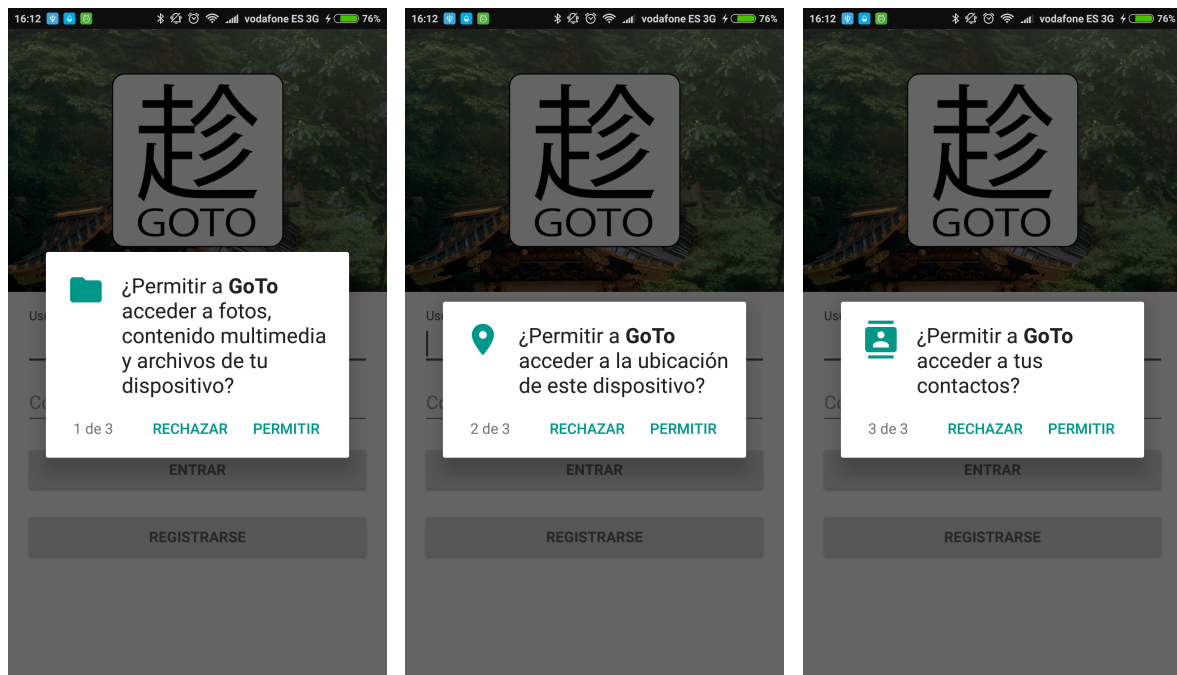 16:12 vodafone ES 3G 76%
趁
GOTO
¿Permitir a GoTo
acceder a fotos,
contenido multimedia
y archivos de tu
dispositivo?
1 de 3 RECHAZAR PERMITIR
ENTRAR
REGISTRARSE
16:12 vodafone ES 3G 76%
趁
GOTO
¿Permitir a GoTo
acceder a la ubicación
de este dispositivo?
2 de 3 RECHAZAR PERMITIR
ENTRAR
REGISTRARSE
16:12 vodafone ES 3G 76%
趁
GOTO
¿Permitir a GoTo
acceder a tus
contactos?
3 de 3 RECHAZAR PERMITIR
ENTRAR
REGISTRARSE